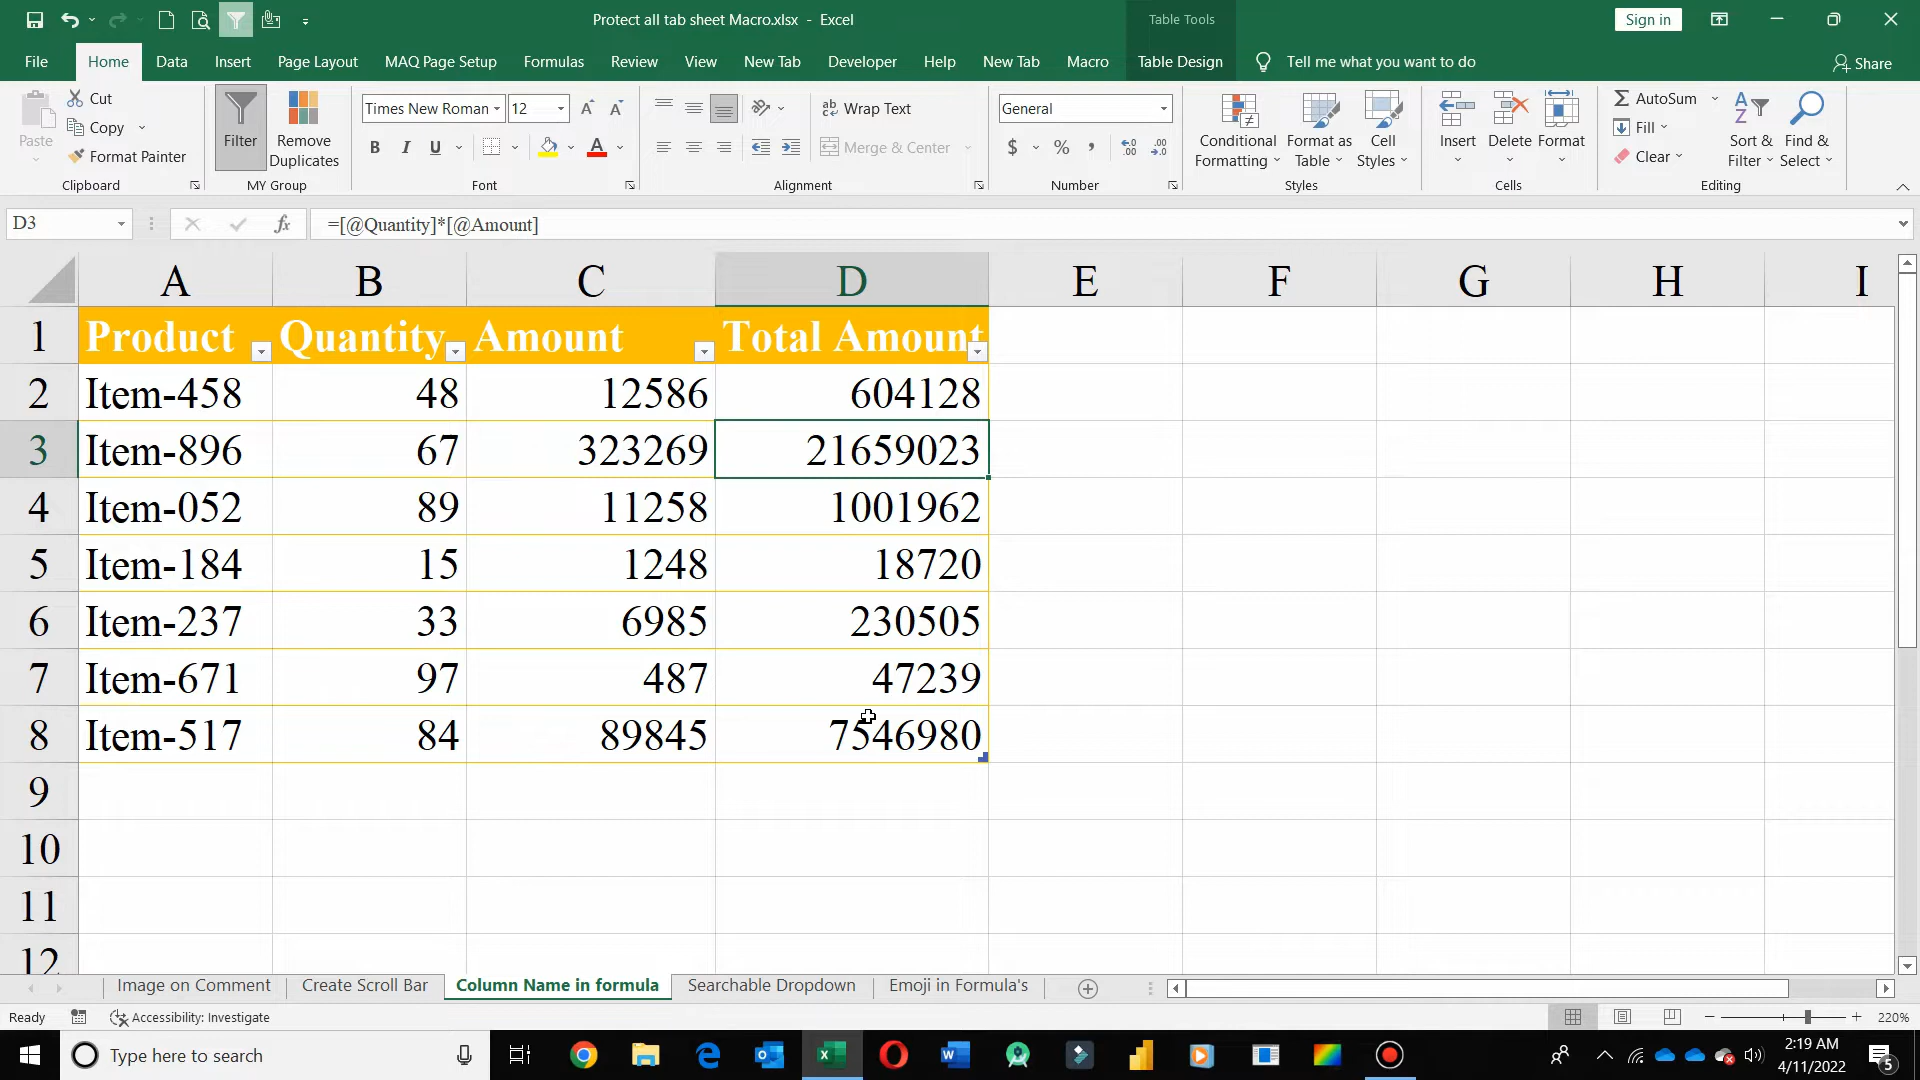 Protect all tab sheet Macro.xlsx - Excel
Table Tools
Sign in
File Home Data Insert Page Layout MAQ Page Setup Formulas Review View New Tab Developer Help New Tab Macro Table Design Tell me what you want to do Share
Paste
Cut
Copy
Format Painter
Clipboard
Filter
Remove
Duplicates
MY Group
Times New Roman 12
B I U
A
Font
ab Wrap Text
Merge & Center
Alignment
General
$ % ,
Number
Conditional
Formatting
Format as
Table
Cell
Styles
Styles
Insert
Delete
Format
Cells
AutoSum
Fill
Clear
Sort &
Filter
Find &
Select
Editing
D3 fx =[@Quantity]*[@Amount]
A B C D E F G H I
1 Product Quantity Amount Total Amount
2 Item-458 48 12586 604128
3 Item-896 67 323269 21659023
4 Item-052 89 11258 1001962
5 Item-184 15 1248 18720
6 Item-237 33 6985 230505
7 Item-671 97 487 47239
8 Item-517 84 89845 7546980
9
10
11
12
Image on Comment Create Scroll Bar Column Name in formula Searchable Dropdown Emoji in Formula's
Ready Accessibility: Investigate 220%
Type here to search
2:19 AM
4/11/2022
5